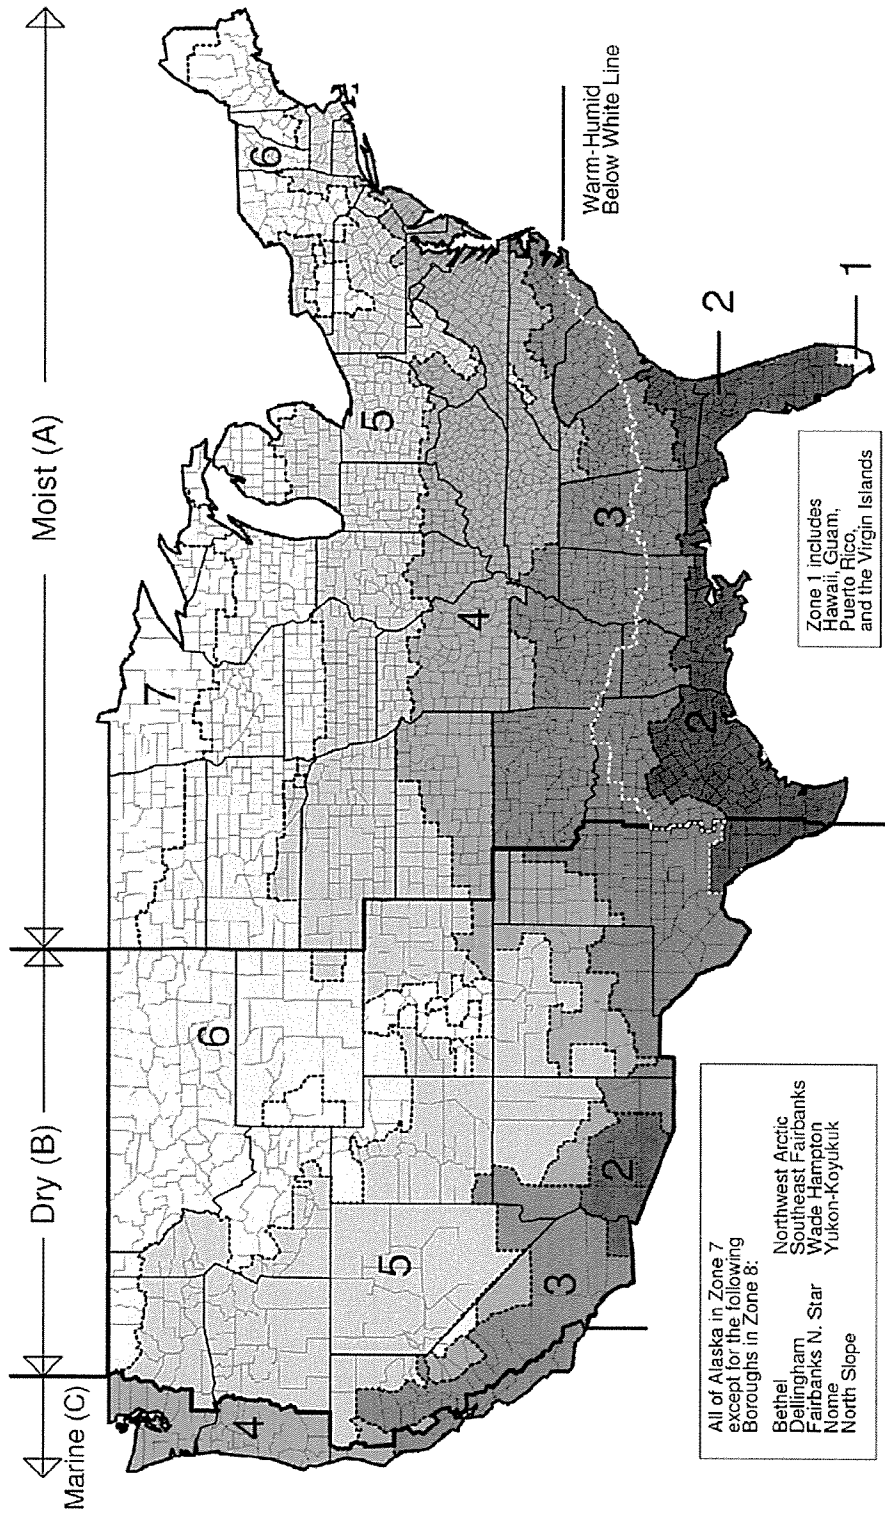 Marine (C)
Dry (B)
Moist (A)
4
5
6
7
6
5
4
3
3
2
2
2
1
Warm-Humid
Below White Line
All of Alaska in Zone 7
except for the following
Boroughs in Zone 8:
Bethel Northwest Arctic
Dellingham Southeast Fairbanks
Fairbanks N. Star Wade Hampton
Nome Yukon-Koyukuk
North Slope
Zone 1 includes
Hawaii, Guam,
Puerto Rico,
and the Virgin Islands